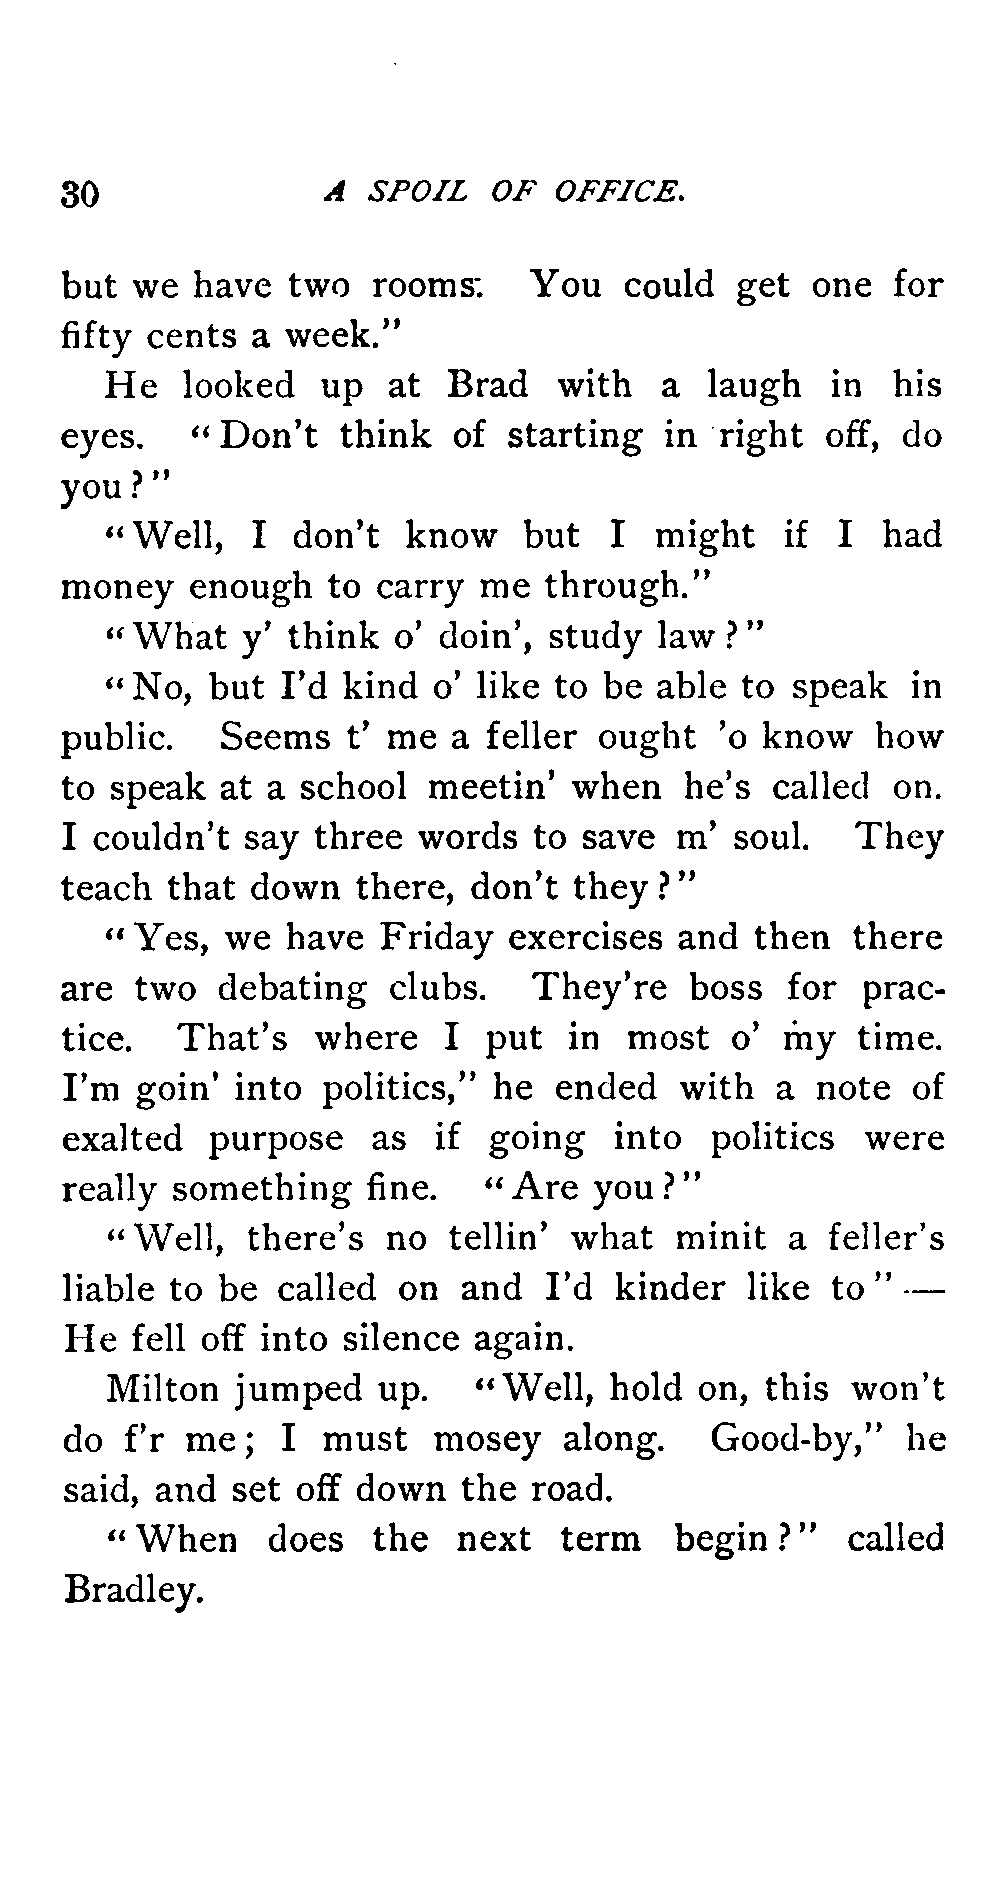 30 A SPOIL OF OFFICE.
but we have two rooms. You could get one for
fifty cents a week."
He looked up at Brad with a laugh in his
eyes. "Don't think of starting in right off, do
you?"
"Well, I don't know but I might if I had
money enough to carry me through."
"What y' think o' doin', study law?"
"No, but I'd kind o' like to be able to speak in
public. Seems t' me a feller ought 'o know how
to speak at a school meetin' when he's called on.
I couldn't say three words to save m' soul. They
teach that down there, don't they?"
"Yes, we have Friday exercises and then there
are two debating clubs. They're boss for prac-
tice. That's where I put in most o' my time.
I'm goin' into politics," he ended with a note of
exalted purpose as if going into politics were
really something fine. "Are you?"
"Well, there's no tellin' what minit a feller's
liable to be called on and I'd kinder like to"—
He fell off into silence again.
Milton jumped up. "Well, hold on, this won't
do f'r me; I must mosey along. Good-by," he
said, and set off down the road.
"When does the next term begin?" called
Bradley.